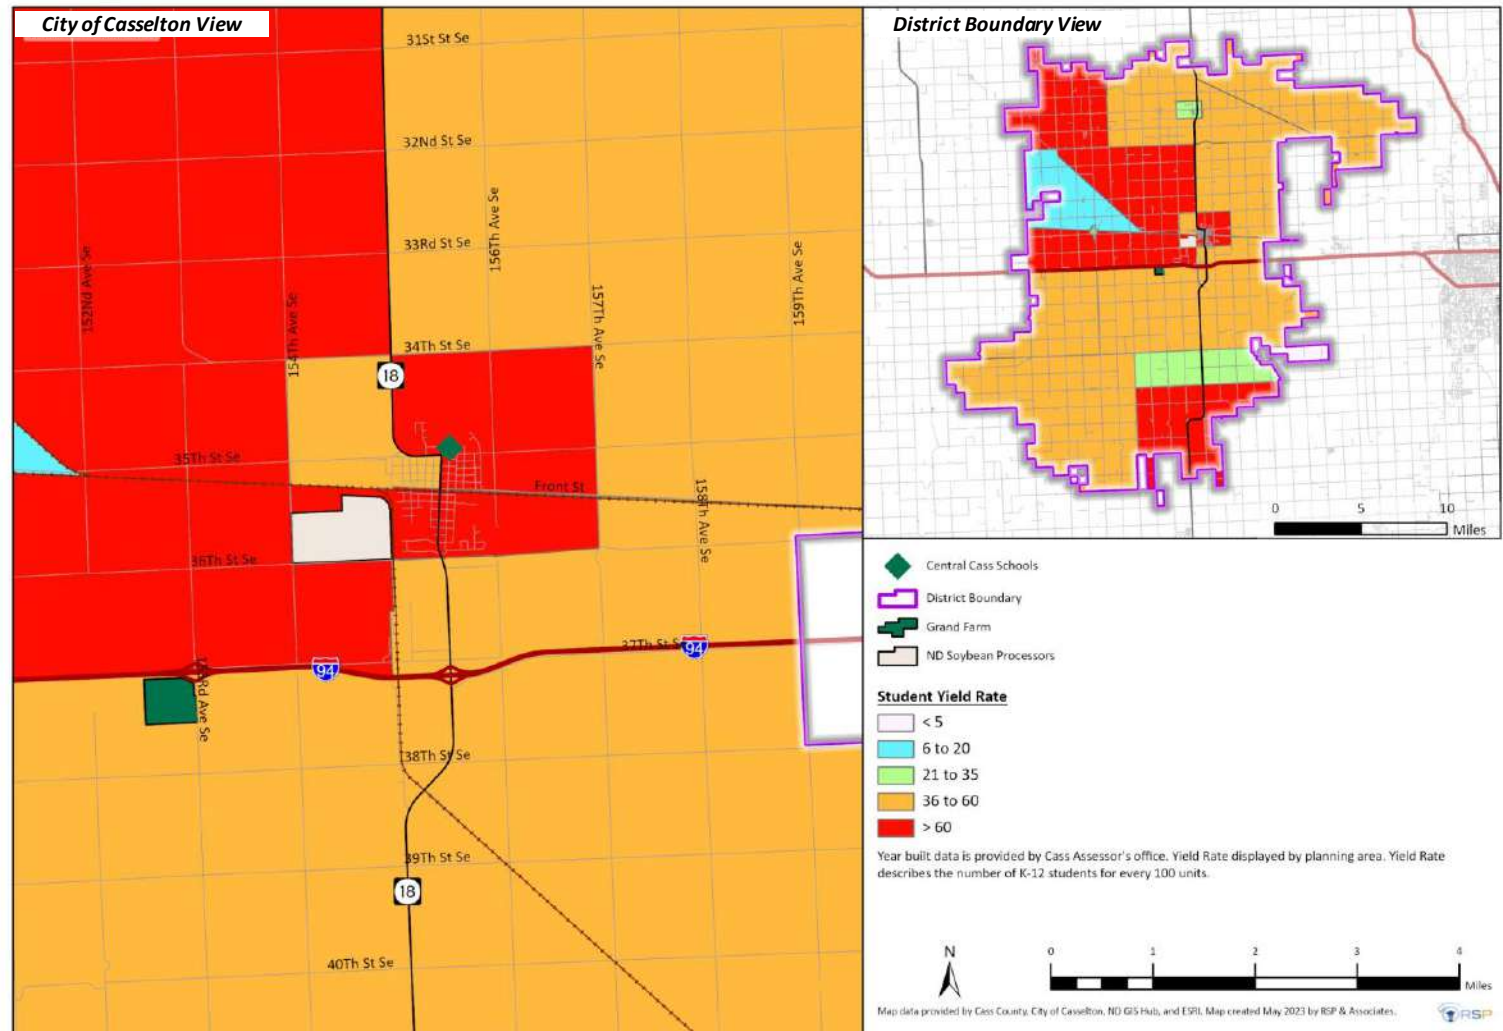 City of Casselton View
31St St Se
32Nd St Se
156Th Ave Se
33Rd St Se
152Nd Ave Se
159Th Ave Se
154Th Ave Se
157Th Ave Se
34Th St Se
18
35Th St Se
Front St
158Th Ave Se
36Th St Se
37Th St S
94
94
Rd Ave Se
38Th St Se
39Th St Se
18
40Th St Se
District Boundary View
0 5 10
Miles
Central Cass Schools
District Boundary
Grand Farm
ND Soybean Processors
Student Yield Rate
< 5
6 to 20
21 to 35
36 to 60
> 60
Year built data is provided by Cass Assessor's office. Yield Rate displayed by planning area. Yield Rate
describes the number of K-12 students for every 100 units.
N
0 1 2 3 4
Miles
Map data provided by Cass County, City of Casselton, ND GIS Hub, and ESRI. Map created May 2023 by RSP & Associates.
RSP